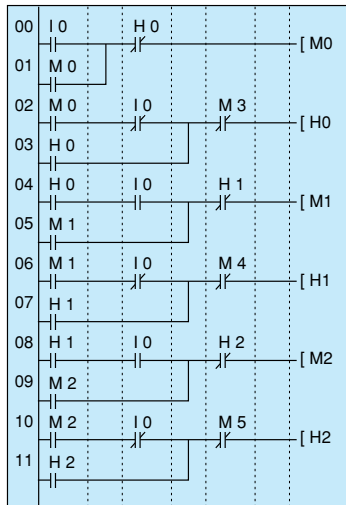 00 I 0 H 0
[ M0
01 M 0
02 M 0 I 0 M 3
[ H0
03 H 0
04 H 0 I 0 H 1
[ M1
05 M 1
06 M 1 I 0 M 4
[ H1
07 H 1
08 H 1 I 0 H 2
[ M2
09 M 2
10 M 2 I 0 M 5
[ H2
11 H 2